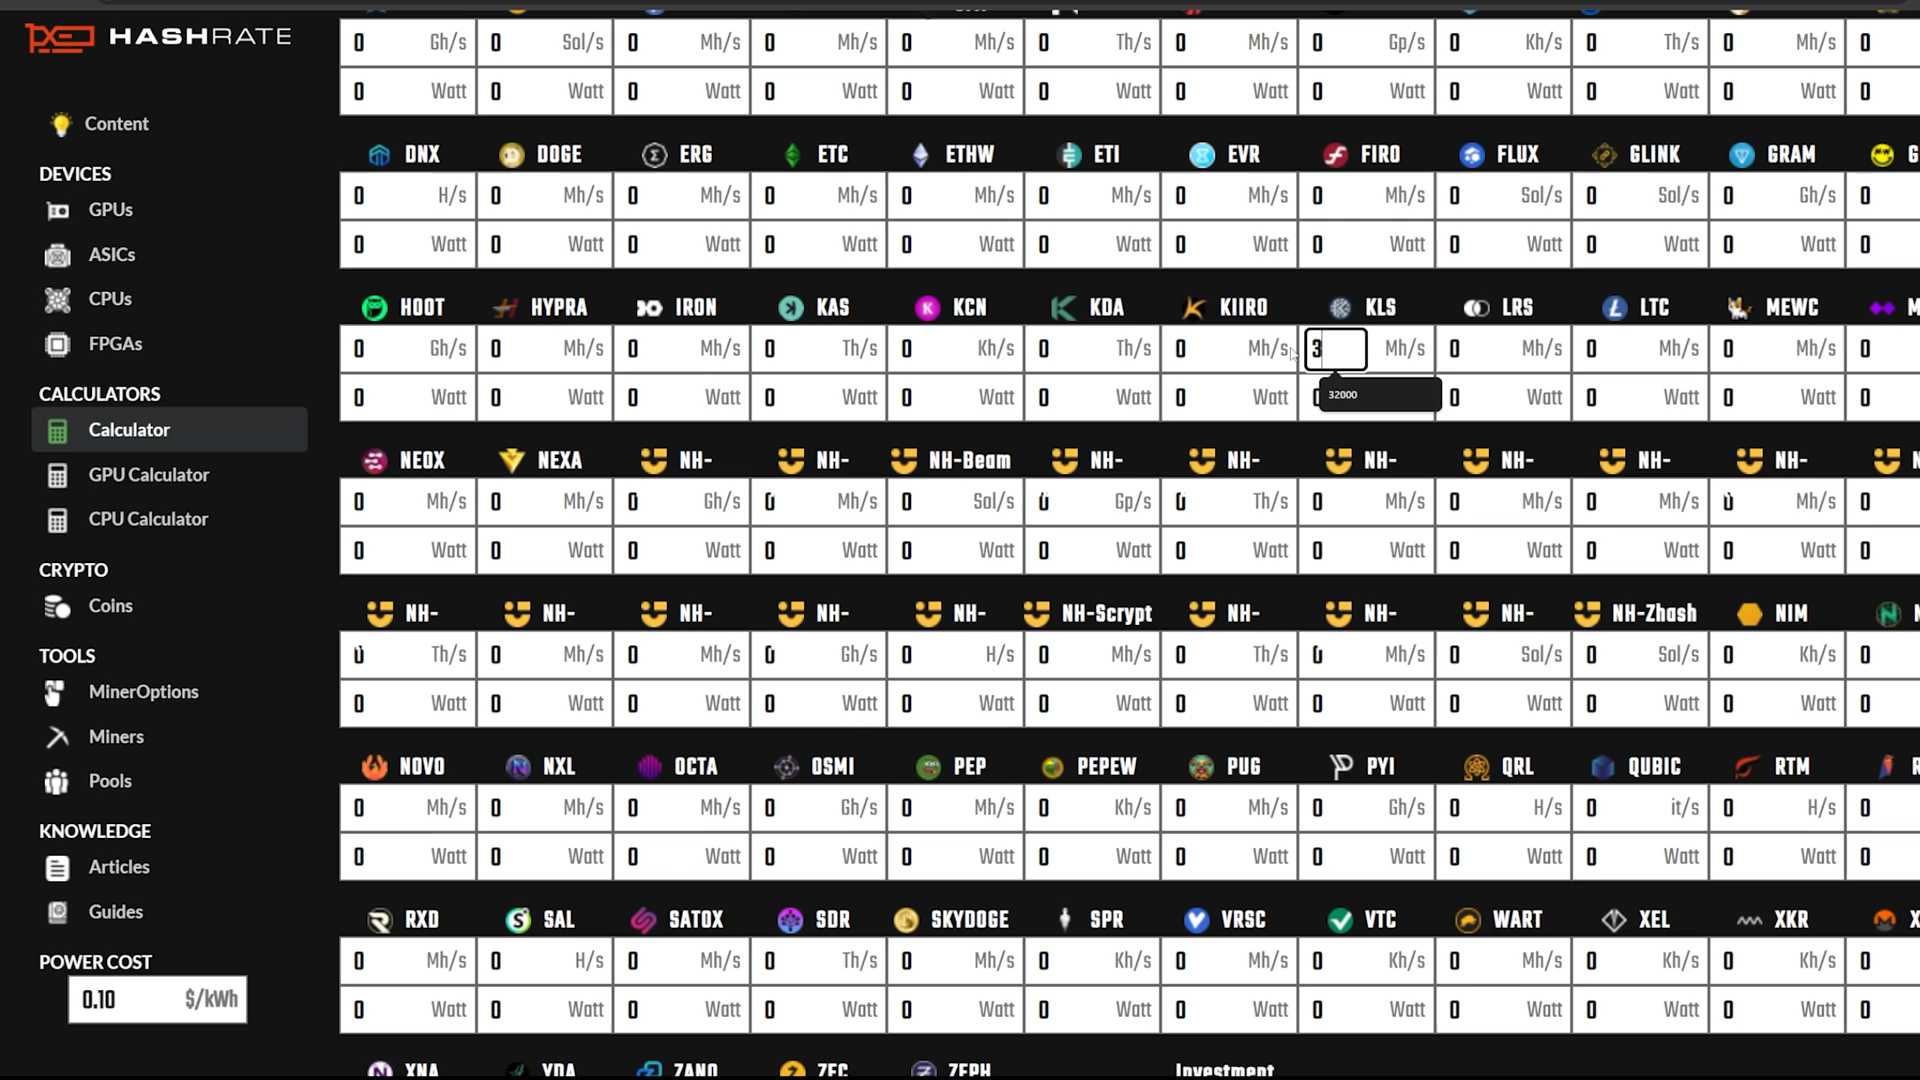 HASHRATE
Content
DEVICES
GPUs
ASICs
CPUs
FPGAs
CALCULATORS
Calculator
GPU Calculator
CPU Calculator
CRYPTO
Coins
TOOLS
MinerOptions
Miners
Pools
KNOWLEDGE
Articles
Guides
POWER COST
0.10 $/kWh
0 Gh/s 0 Sol/s 0 Mh/s 0 Mh/s 0 Mh/s 0 Th/s 0 Mh/s 0 Gp/s 0 Kh/s 0 Th/s 0 Mh/s 0
0 Watt 0 Watt 0 Watt 0 Watt 0 Watt 0 Watt 0 Watt 0 Watt 0 Watt 0 Watt 0 Watt 0
DNX DOGE ERG ETC ETHW ETI EVR FIRO FLUX GLINK GRAM G
0 H/s 0 Mh/s 0 Mh/s 0 Mh/s 0 Mh/s 0 Mh/s 0 Mh/s 0 Mh/s 0 Sol/s 0 Sol/s 0 Gh/s 0
0 Watt 0 Watt 0 Watt 0 Watt 0 Watt 0 Watt 0 Watt 0 Watt 0 Watt 0 Watt 0 Watt 0
HOOT HYPRA IRON KAS KCN KDA KIIRO KLS LRS LTC MEWC
0 Gh/s 0 Mh/s 0 Mh/s 0 Th/s 0 Kh/s 0 Th/s 0 Mh/s 3 Mh/s 0 Mh/s 0 Mh/s 0 Mh/s 0
0 Watt 0 Watt 0 Watt 0 Watt 0 Watt 0 Watt 0 Watt 32000 0 Watt 0 Watt 0 Watt 0
NEOX NEXA NH- NH- NH-Beam NH- NH- NH- NH- NH- NH-
0 Mh/s 0 Mh/s 0 Gh/s Mh/s 0 Sol/s Gp/s Th/s 0 Mh/s 0 Mh/s 0 Mh/s Mh/s 0
0 Watt 0 Watt 0 Watt 0 Watt 0 Watt 0 Watt 0 Watt 0 Watt 0 Watt 0 Watt 0 Watt 0
NH- NH- NH- NH- NH- NH-Scrypt NH- NH- NH- NH-Zhash NIM
Th/s 0 Mh/s 0 Mh/s Gh/s 0 H/s 0 Mh/s 0 Th/s Mh/s 0 Sol/s 0 Sol/s 0 Kh/s 0
0 Watt 0 Watt 0 Watt 0 Watt 0 Watt 0 Watt 0 Watt 0 Watt 0 Watt 0 Watt 0 Watt 0
NOVO NXL OCTA OSMI PEP PEPEW PUG PYI QRL QUBIC RTM
0 Mh/s 0 Mh/s 0 Mh/s 0 Gh/s 0 Mh/s 0 Kh/s 0 Mh/s 0 Gh/s 0 H/s 0 it/s 0 H/s 0
0 Watt 0 Watt 0 Watt 0 Watt 0 Watt 0 Watt 0 Watt 0 Watt 0 Watt 0 Watt 0 Watt 0
RXD SAL SATOX SDR SKYDOGE SPR VRSC VTC WART XEL XKR
0 Mh/s 0 H/s 0 Mh/s 0 Th/s 0 Mh/s 0 Kh/s 0 Mh/s 0 Mh/s 0 Mh/s 0 Kh/s 0 Kh/s 0
0 Watt 0 Watt 0 Watt 0 Watt 0 Watt 0 Watt 0 Watt 0 Watt 0 Watt 0 Watt 0 Watt 0
XNA ZANO ZEC ZEPH Investment